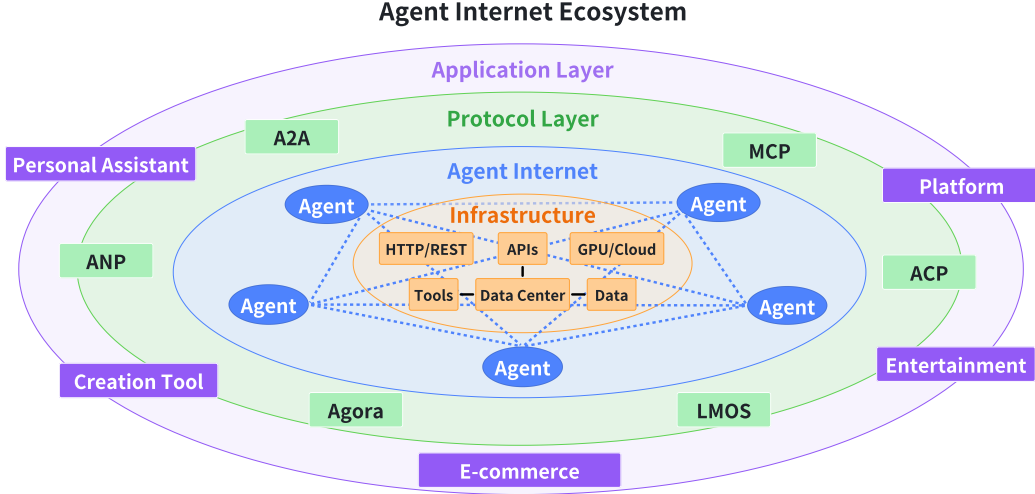 Agent Internet Ecosystem
Application Layer
Protocol Layer
A2A
MCP
Personal Assistant
Agent Internet
Platform
Agent
Agent
Infrastructure
HTTP/REST
APIs
GPU/Cloud
ANP
ACP
Tools
Data Center
Data
Agent
Agent
Agent
Entertainment
Creation Tool
Agora
LMOS
E-commerce